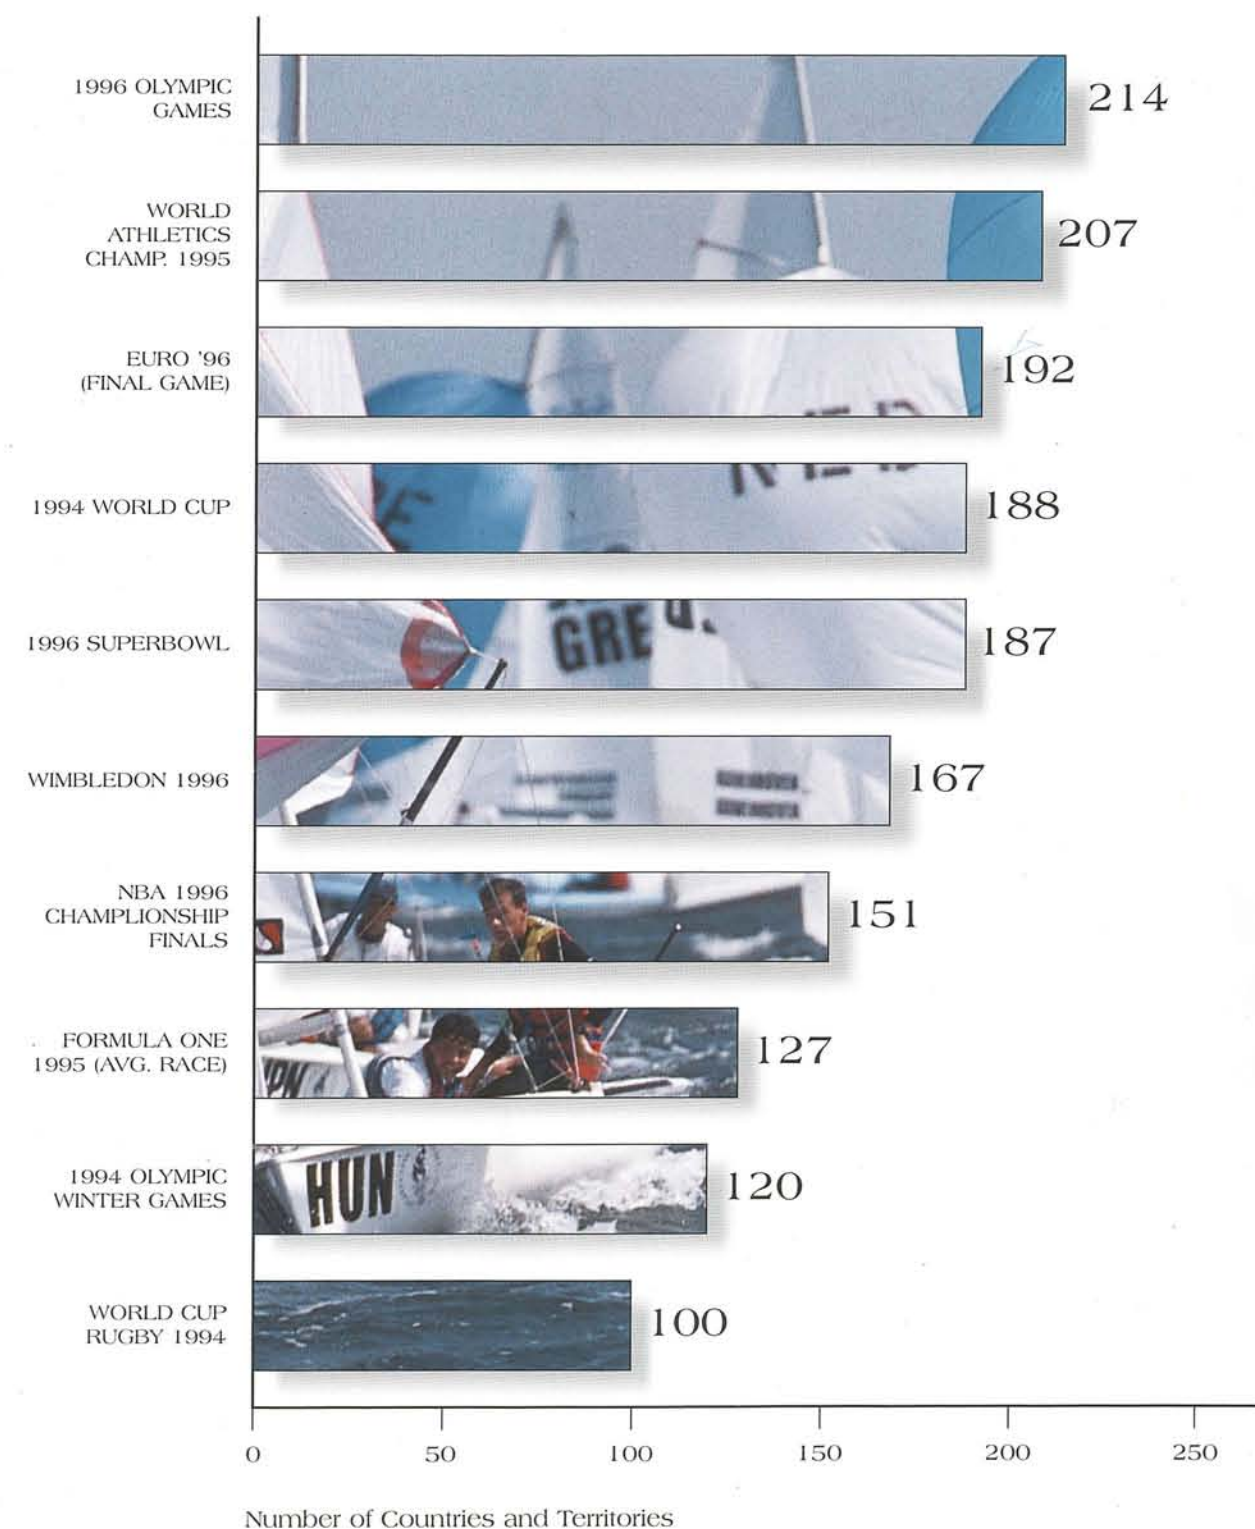 1996 OLYMPIC
GAMES
214
WORLD
ATHLETICS
CHAMP. 1995
207
EURO '96
(FINAL GAME)
192
1994 WORLD CUP
188
1996 SUPERBOWL
GRE
187
WIMBLEDON 1996
167
NBA 1996
CHAMPLIONSHIP
FINALS
151
FORMULA ONE
1995 (AVG. RACE)
127
1994 OLYMPIC
WINTER GAMES
HUN
120
WORLD CUP
RUGBY 1994
100
0 50 100 150 200 250
Number of Countries and Territories